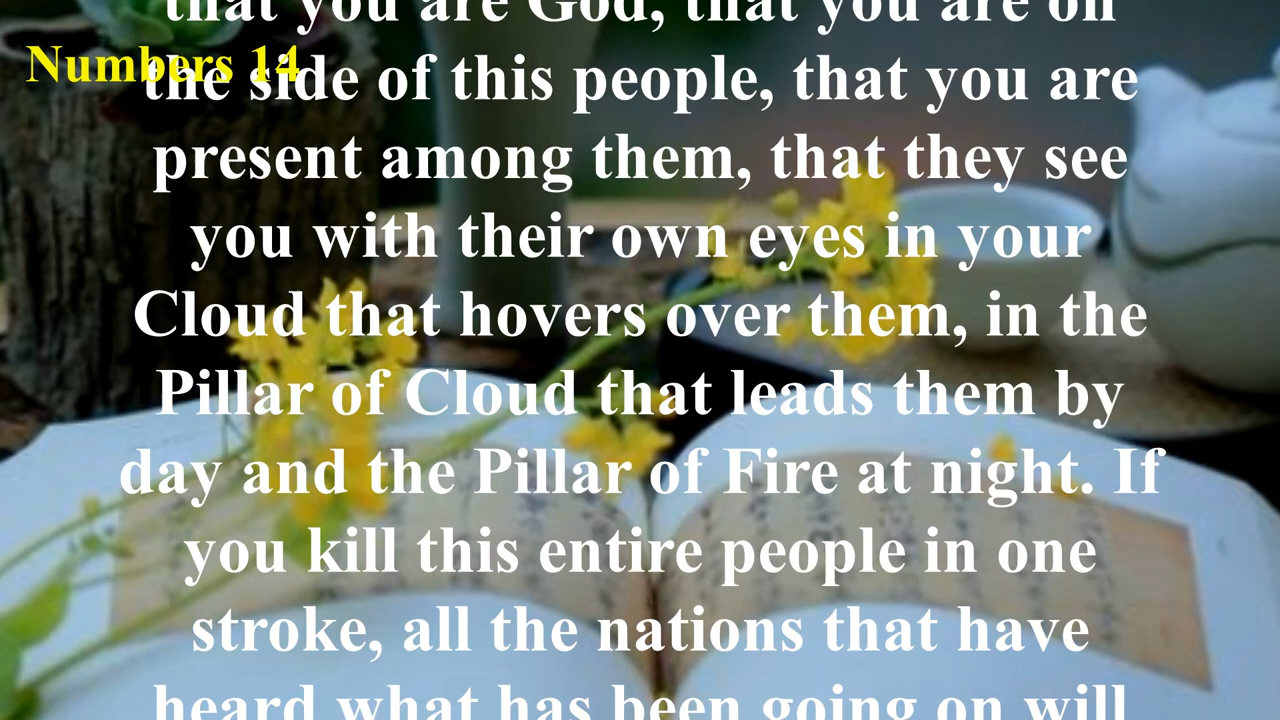 that you are God, that you are on
Numbers 14
the side of this people, that you are
present among them, that they see
you with their own eyes in your
Cloud that hovers over them, in the
Pillar of Cloud that leads them by
day and the Pillar of Fire at night. If
you kill this entire people in one
stroke, all the nations that have
heard what has been going on will